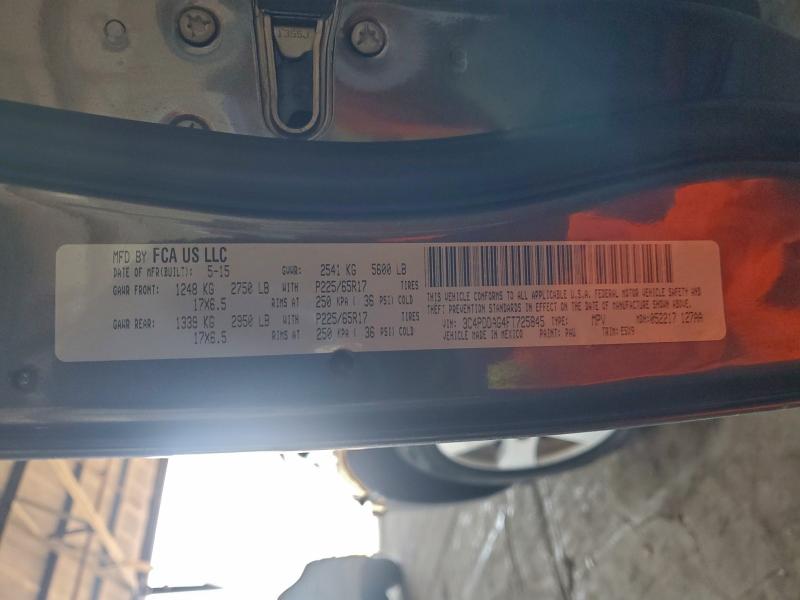 MFD BY FCA US LLC
DATE OF MFR(BUILT): 5-15 GVWR: 2541 KG 5600 LB
GAWR FRONT: 1248 KG 2750 LB WITH P225/65R17 TIRES
17X6.5 RIMS AT 250 KPA ( 36 PSI) COLD
GAWR REAR: 1339 KG 2950 LB WITH P225/65R17 TIRES
17X6.5 RIMS AT 250 KPA ( 36 PSI) COLD
THIS VEHICLE CONFORMS TO ALL APPLICABLE U.S.A. FEDERAL MOTOR VEHICLE SAFETY AND
THEFT PREVENTION STANDARDS IN EFFECT ON THE DATE OF MANUFACTURE SHOWN ABOVE.
VIN: 3C4PDDAG4FT725945 TYPE: MPV MDH: 052217 127AA
VEHICLE MADE IN MEXICO PAINT: PAU TRIM: E5X9